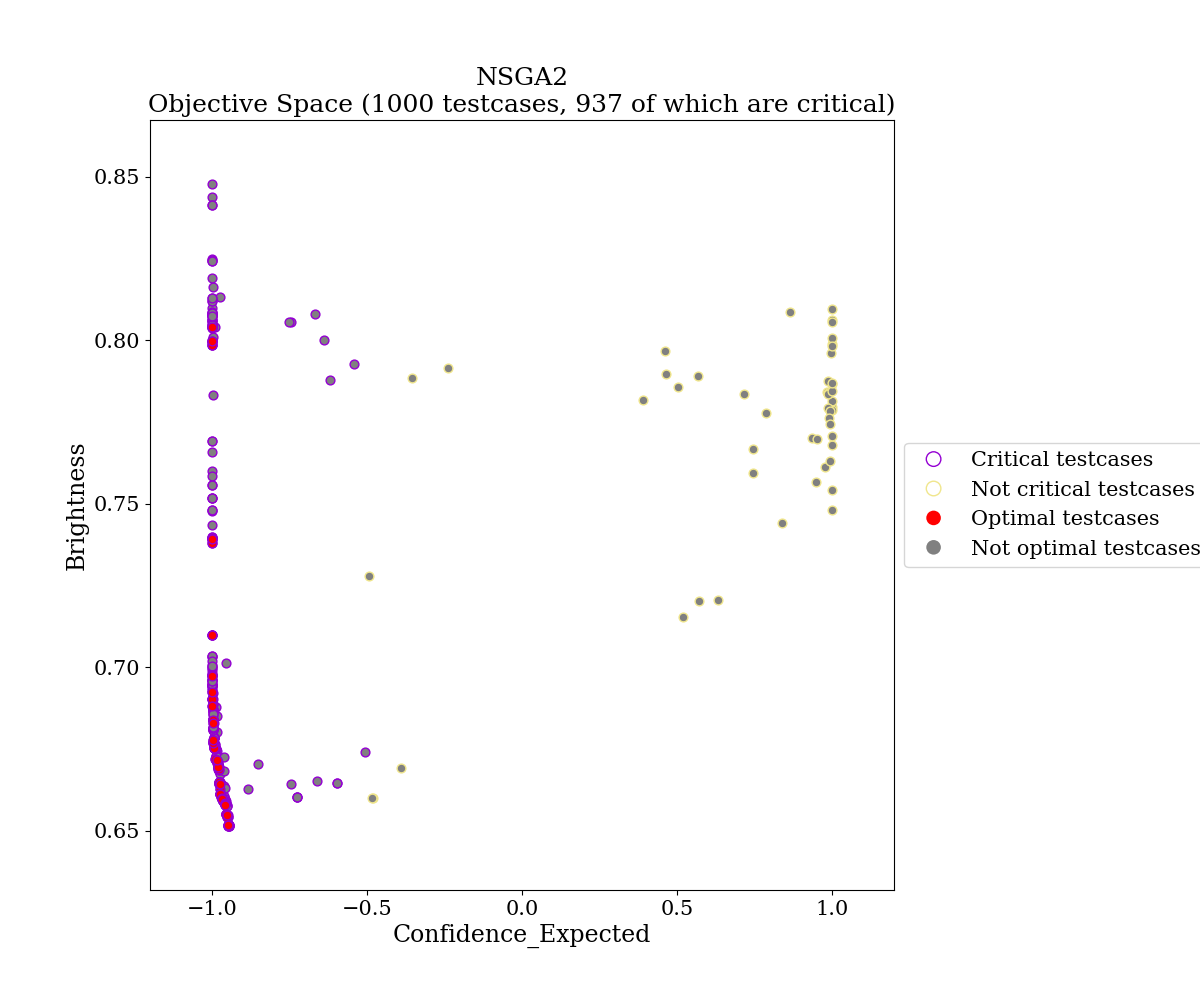 NSGA2
Objective Space (1000 testcases, 937 of which are critical)
0.85
0.80
0.75
0.70
0.65
Brightness
−1.0
−0.5
0.0
0.5
1.0
Confidence_Expected
Critical testcases
Not critical testcases
Optimal testcases
Not optimal testcases